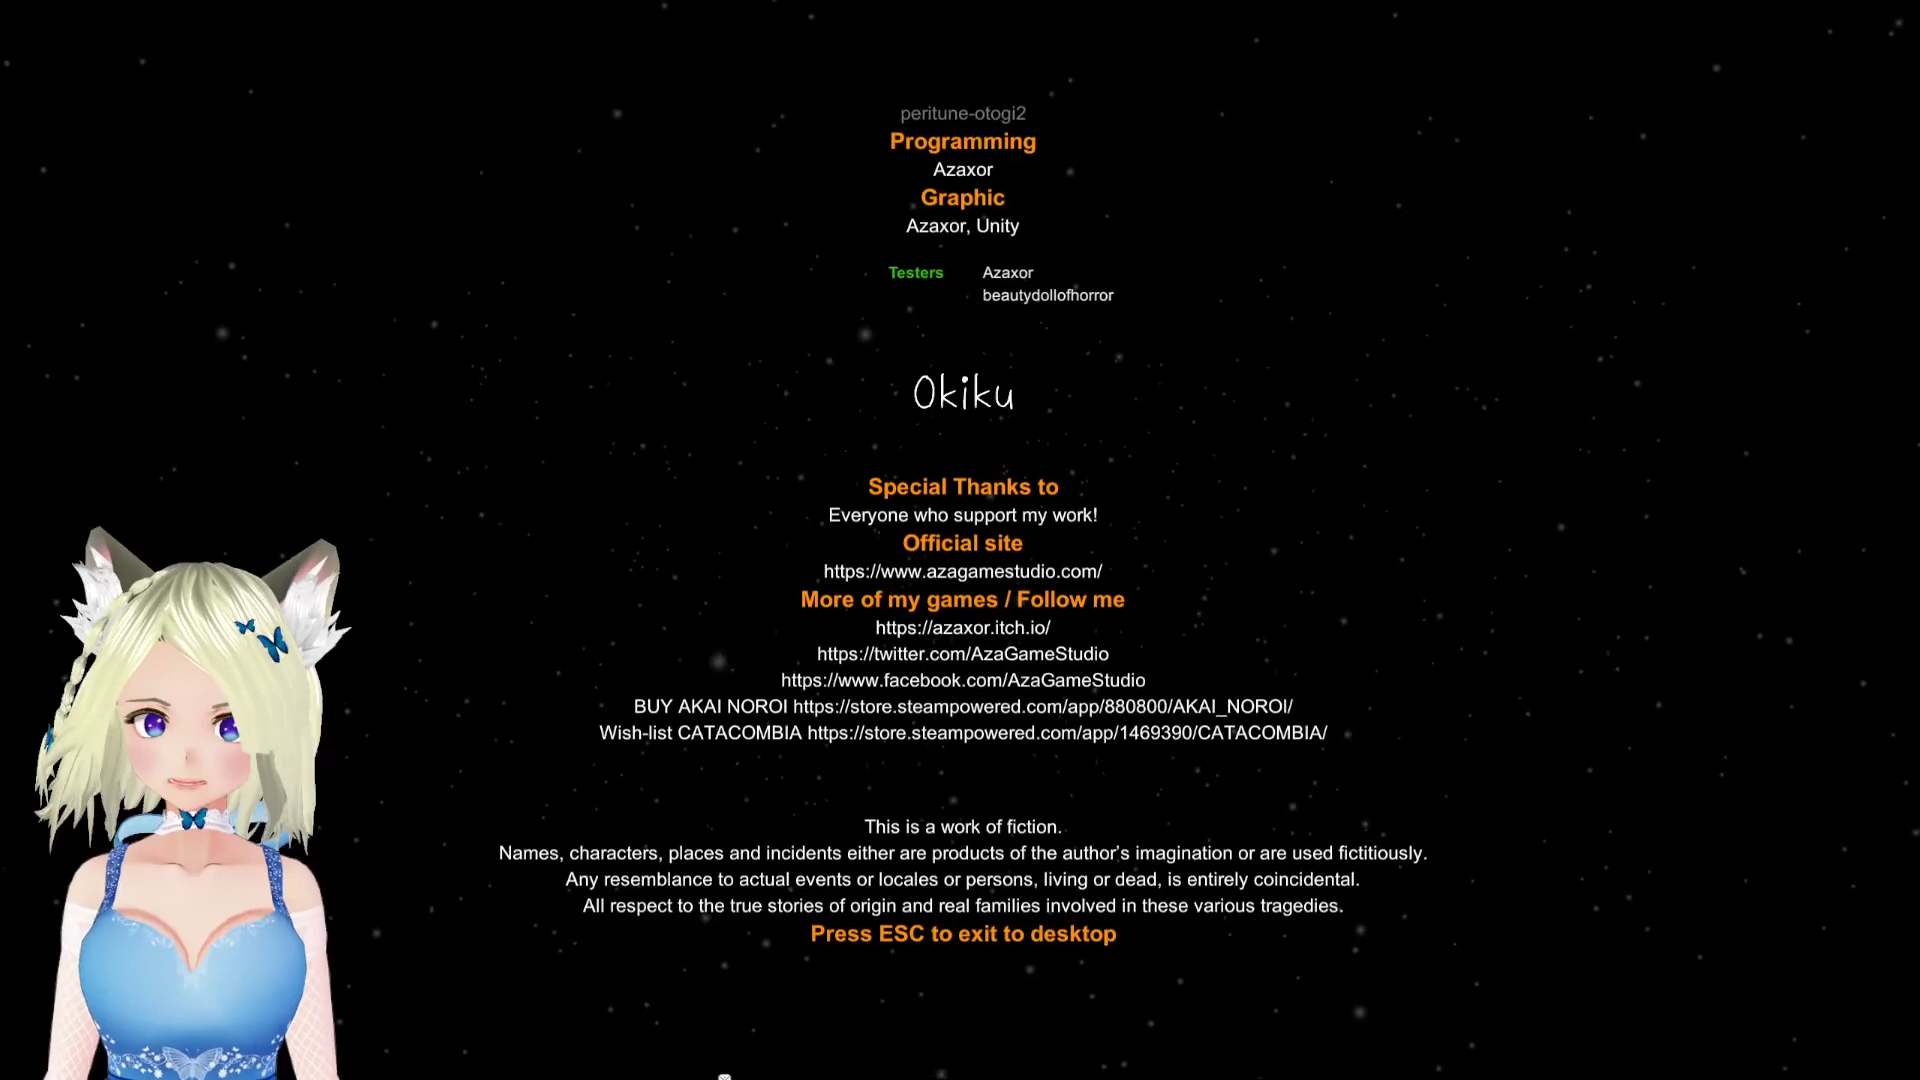 peritune-otogi2
Programming
Azaxor
Graphic
Azaxor, Unity
Testers Azaxor
beautydollofhorror
Okiku
Special Thanks to
Everyone who support my work!
Official site
https://www.azagamestudio.com/
More of my games / Follow me
https://azaxor.itch.io/
https://twitter.com/AzaGameStudio
https://www.facebook.com/AzaGameStudio
BUY AKAI NOROI https://store.steampowered.com/app/880800/AKAI_NOROI/
Wish-list CATACOMBIA https://store.steampowered.com/app/1469390/CATACOMBIA/
This is a work of fiction.
Names, characters, places and incidents either are products of the author's imagination or are used fictitiously.
Any resemblance to actual events or locales or persons, living or dead, is entirely coincidental.
All respect to the true stories of origin and real families involved in these various tragedies.
Press ESC to exit to desktop